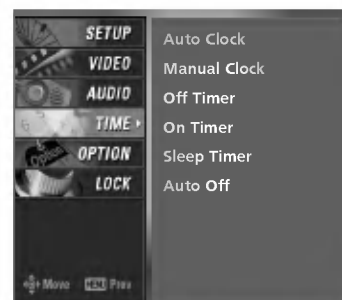 SETUP
VIDEO
AUDIO
TIME
OPTION
LOCK
Move Prev
Auto Clock
Manual Clock
Off Timer
On Timer
Sleep Timer
Auto Off